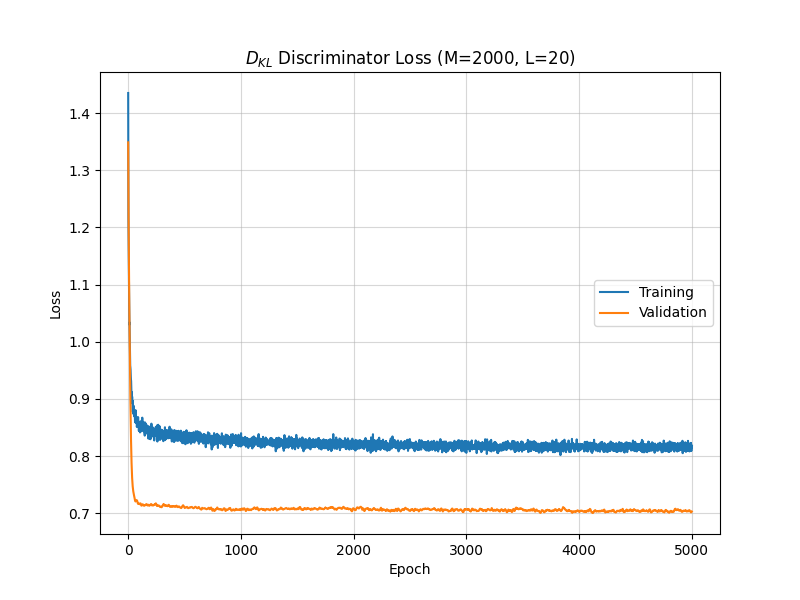 D_KL Discriminator Loss (M=2000, L=20)
Loss
1.4
1.3
1.2
1.1
1.0
0.9
0.8
0.7
Training
Validation
0 1000 2000 3000 4000 5000
Epoch